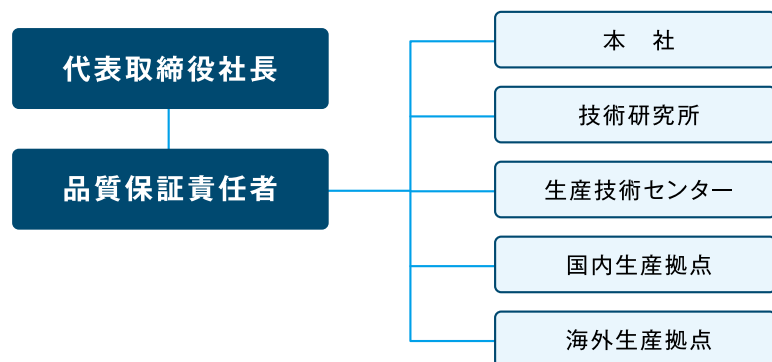 代表取締役社長
品質保証責任者
本　社
技術研究所
生産技術センター
国内生産拠点
海外生産拠点